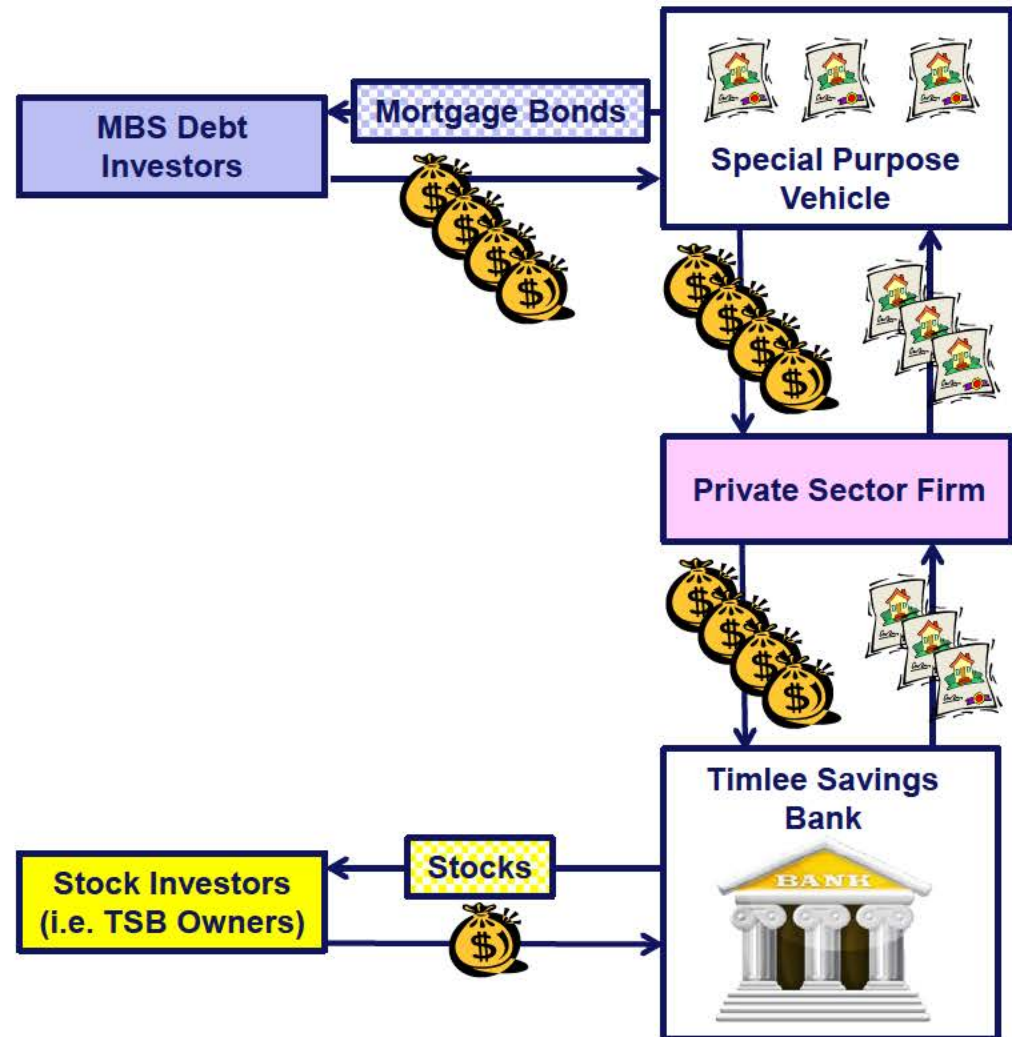 MBS Debt
Investors
Mortgage Bonds
$
$
$
$
Special Purpose
Vehicle
$
$
$
$
Private Sector Firm
$
$
$
$
Timlee Savings
Bank
BANK
Stocks
Stock Investors
(i.e. TSB Owners)
$